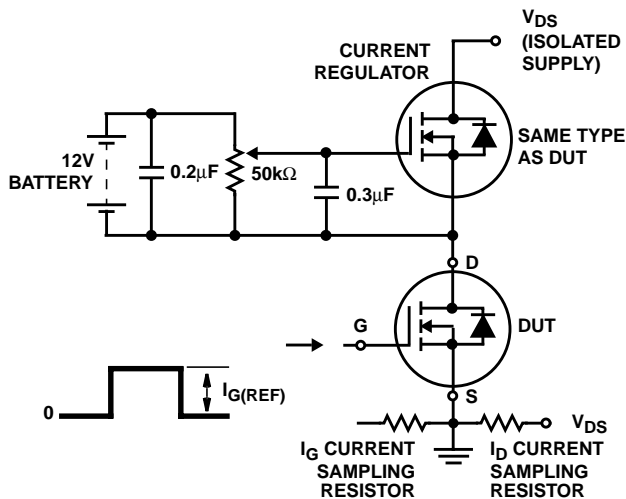 V_DS
(ISOLATED
SUPPLY)
CURRENT
REGULATOR
SAME TYPE
AS DUT
12V
BATTERY
0.2μF
50kΩ
0.3μF
D
G
DUT
0
I_G(REF)
S
V_DS
I_G CURRENT
SAMPLING
RESISTOR
I_D CURRENT
SAMPLING
RESISTOR